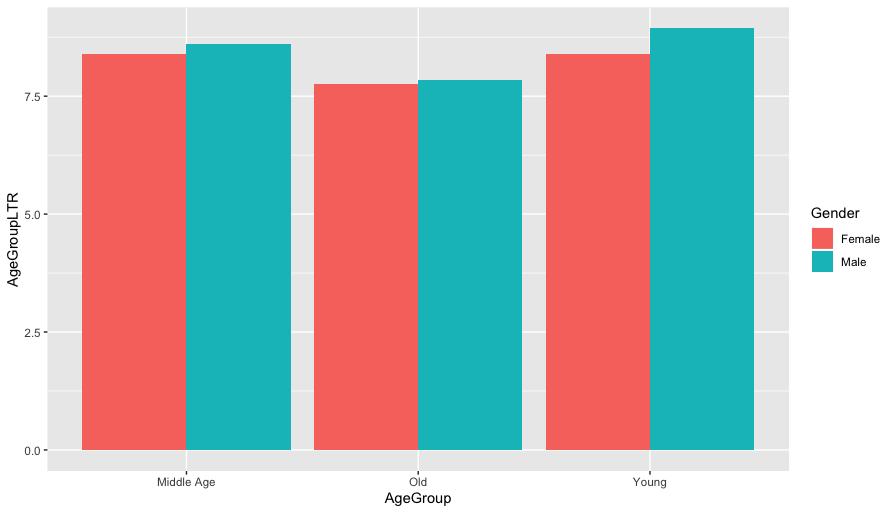 AgeGroupLTR
7.5
5.0
2.5
0.0
Middle Age
Old
Young
AgeGroup
Gender
Female
Male